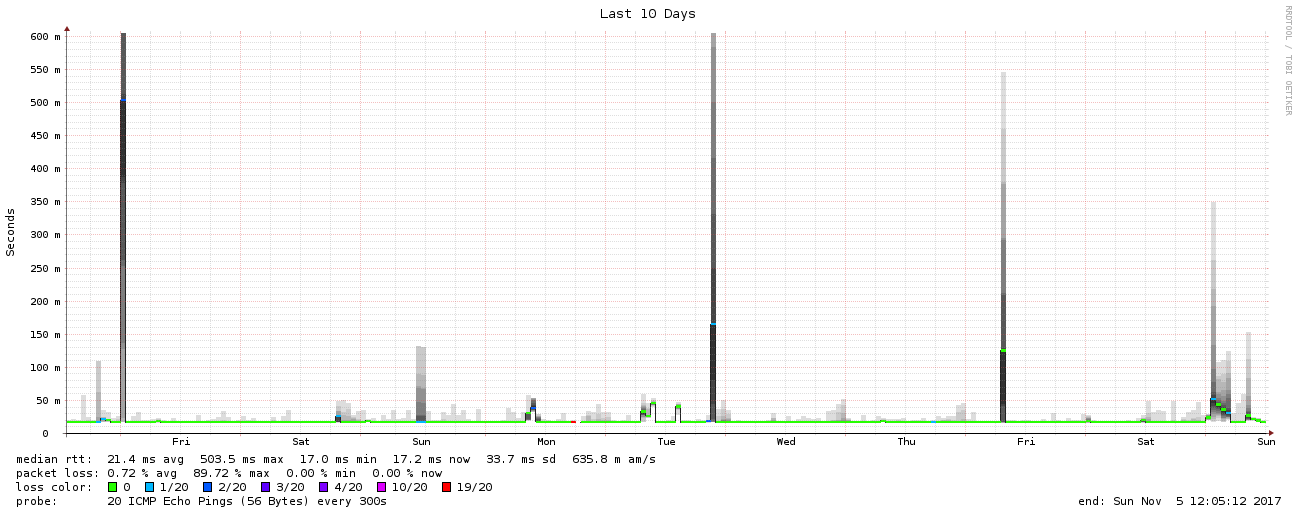 Last 10 Days
RRDTOOL / TOBI OETIKER
Seconds
600 m
550 m
500 m
450 m
400 m
350 m
300 m
250 m
200 m
150 m
100 m
50 m
0
Fri Sat Sun Mon Tue Wed Thu Fri Sat Sun
median rtt: 21.4 ms avg 503.5 ms max 17.0 ms min 17.2 ms now 33.7 ms sd 635.8 m am/s
packet loss: 0.72 % avg 89.72 % max 0.00 % min 0.00 % now
loss color: 0 1/20 2/20 3/20 4/20 10/20 19/20
probe: 20 ICMP Echo Pings (56 Bytes) every 300s end: Sun Nov 5 12:05:12 2017